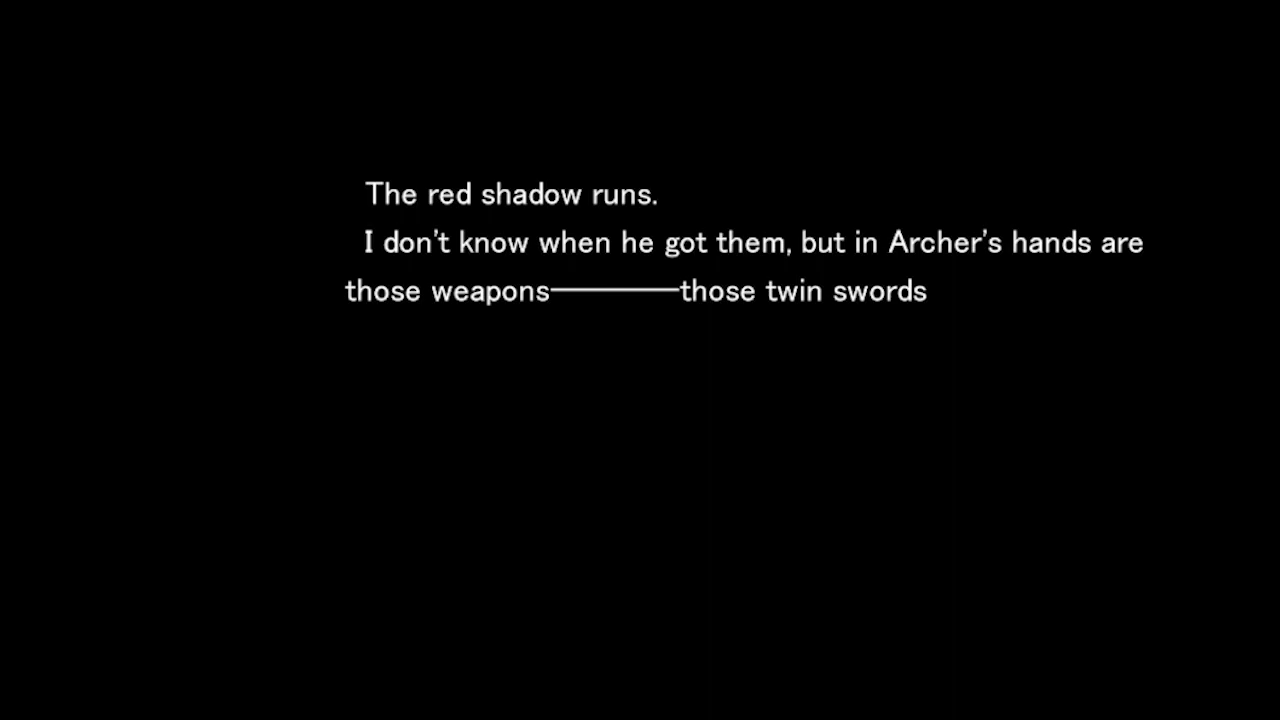 The red shadow runs.
I don't know when he got them, but in Archer's hands are
those weapons————those twin swords